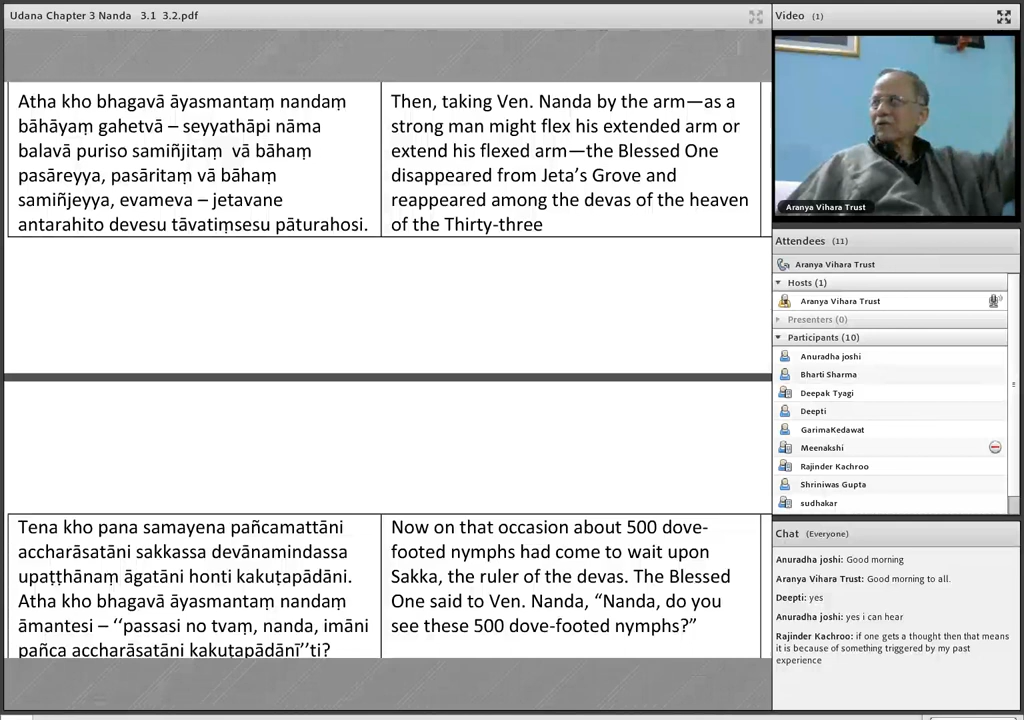 Udana Chapter 3 Nanda 3.1 3.2.pdf
Atha kho bhagavā āyasmantaṃ nandaṃ
bāhāyaṃ gahetvā – seyyathāpi nāma
balavā puriso samiñjitaṃ vā bāhaṃ
pasāreyya, pasāritaṃ vā bāhaṃ
samiñjeyya, evameva – jetavane
antarahito devesu tāvatiṃsesu pāturahosi.
Then, taking Ven. Nanda by the arm—as a
strong man might flex his extended arm or
extend his flexed arm—the Blessed One
disappeared from Jeta’s Grove and
reappeared among the devas of the heaven
of the Thirty-three
Tena kho pana samayena pañcamattāni
accharāsatāni sakkassa devānamindassa
upaṭṭhānaṃ āgatāni honti kakuṭapādāni.
Atha kho bhagavā āyasmantaṃ nandaṃ
āmantesi – ‘‘passasi no tvaṃ, nanda, imāni
pañca accharāsatāni kakuṭapādānī’’ti?
Now on that occasion about 500 dove-
footed nymphs had come to wait upon
Sakka, the ruler of the devas. The Blessed
One said to Ven. Nanda, “Nanda, do you
see these 500 dove-footed nymphs?”
Video (1)
Aranya Vihara Trust
Attendees (11)
Aranya Vihara Trust
Hosts (1)
Aranya Vihara Trust
Presenters (0)
Participants (10)
Anuradha joshi
Bharti Sharma
Deepak Tyagi
Deepti
GarimaKedawat
Meenakshi
Rajinder Kachroo
Shriniwas Gupta
sudhakar
Chat (Everyone)
Anuradha joshi: Good morning
Aranya Vihara Trust: Good morning to all.
Deepti: yes
Anuradha joshi: yes i can hear
Rajinder Kachroo: if one gets a thought then that means
it is because of something triggered by my past
experience